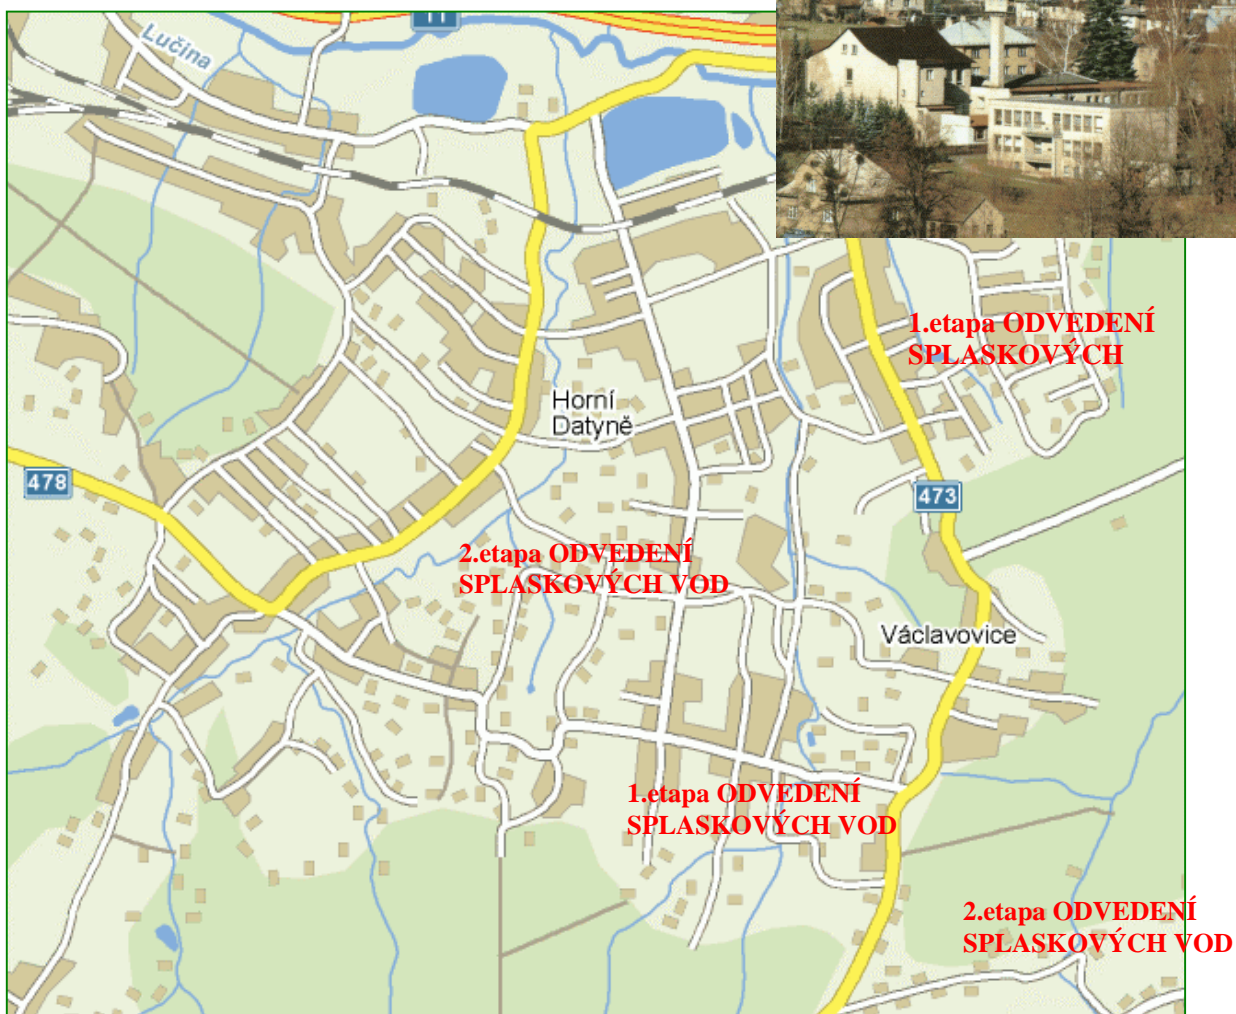 11
Lučina
1.etapa ODVEDENÍ
SPLASKOVÝCH
Horní
Datyně
478
473
2.etapa ODVEDENÍ
SPLASKOVÝCH VOD
Václavovice
1.etapa ODVEDENÍ
SPLASKOVÝCH VOD
2.etapa ODVEDENÍ
SPLASKOVÝCH VOD